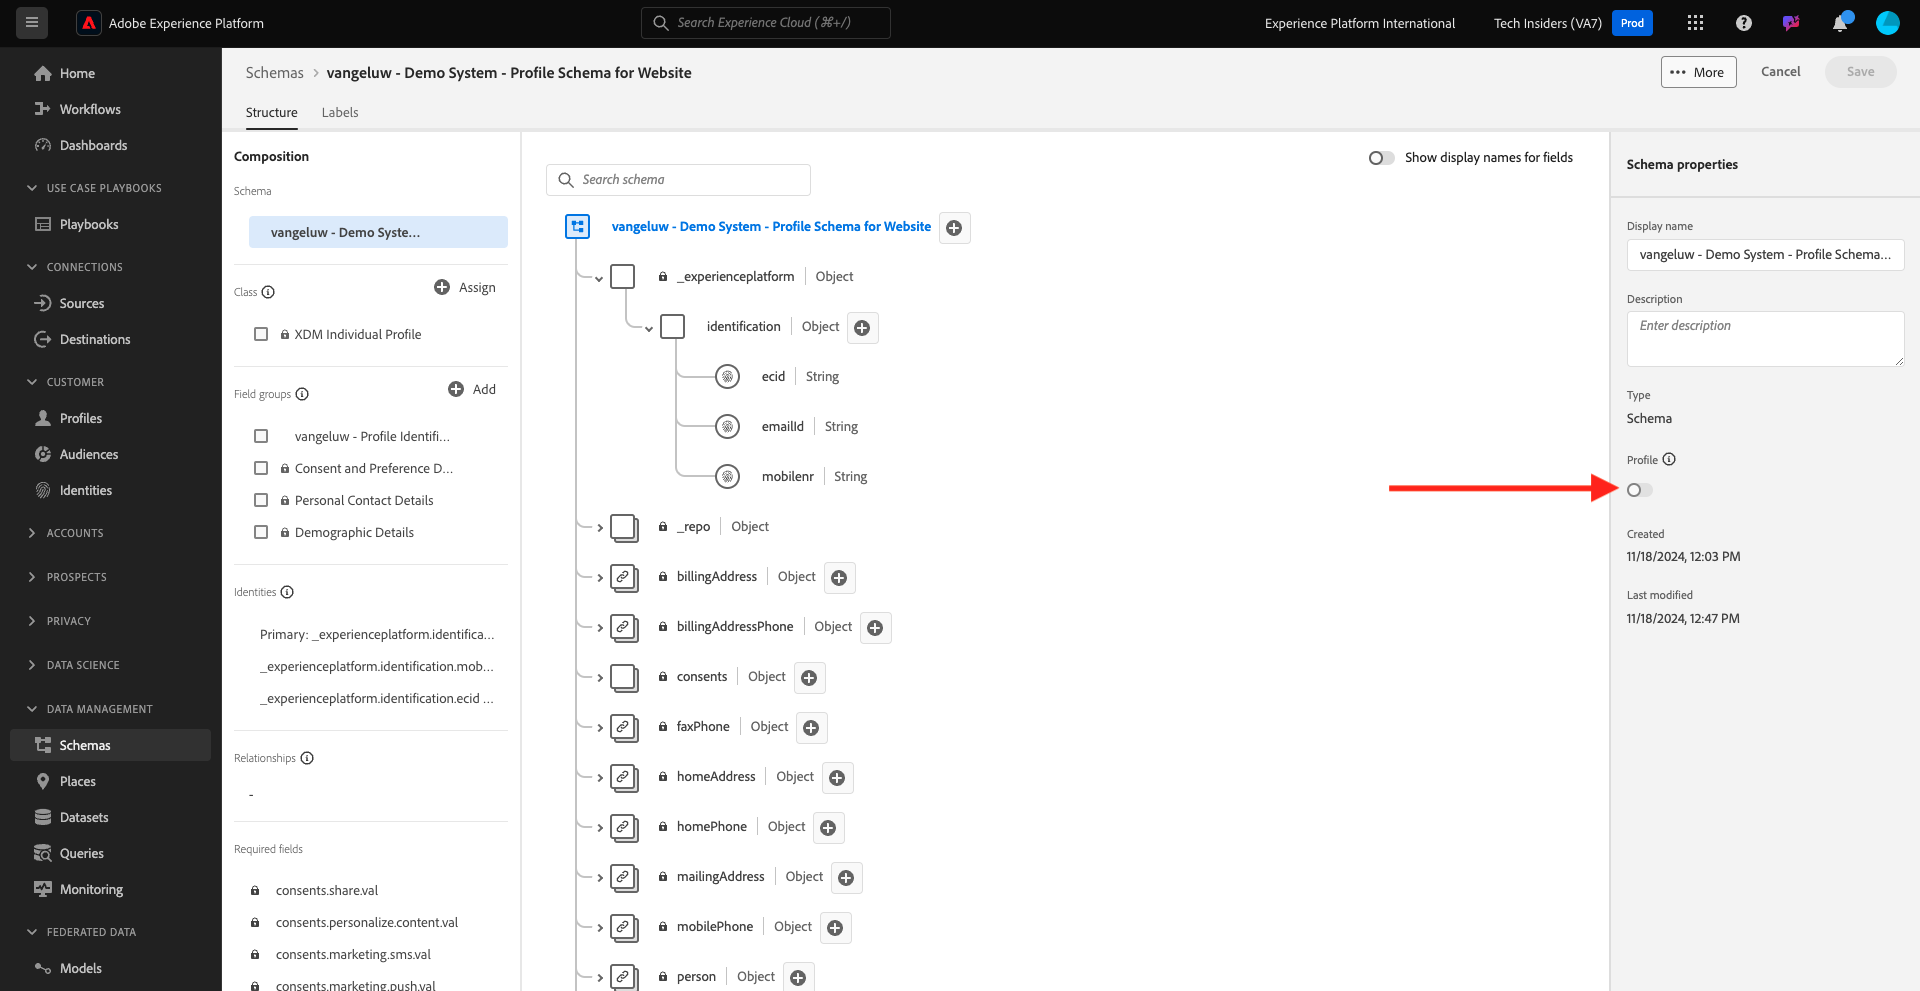 Adobe Experience Platform
Search Experience Cloud (⌘+/)
Experience Platform International
Tech Insiders (VA7)
Prod
Home
Workflows
Dashboards
USE CASE PLAYBOOKS
Playbooks
CONNECTIONS
Sources
Destinations
CUSTOMER
Profiles
Audiences
Identities
ACCOUNTS
PROSPECTS
PRIVACY
DATA SCIENCE
DATA MANAGEMENT
Schemas
Places
Datasets
Queries
Monitoring
FEDERATED DATA
Models
Schemas > vangeluw - Demo System - Profile Schema for Website
••• More
Cancel
Save
Structure
Labels
Composition
Schema
vangeluw - Demo Syste...
Class
Assign
XDM Individual Profile
Field groups
Add
vangeluw - Profile Identifi...
Consent and Preference D...
Personal Contact Details
Demographic Details
Identities
Primary: _experienceplatform.identifica...
_experienceplatform.identification.mob...
_experienceplatform.identification.ecid ...
Relationships
-
Required fields
consents.share.val
consents.personalize.content.val
consents.marketing.sms.val
consents.marketing.push.val
Search schema
Show display names for fields
vangeluw - Demo System - Profile Schema for Website
_experienceplatform | Object
identification | Object
ecid | String
emailId | String
mobilenr | String
_repo | Object
billingAddress | Object
billingAddressPhone | Object
consents | Object
faxPhone | Object
homeAddress | Object
homePhone | Object
mailingAddress | Object
mobilePhone | Object
person | Object
Schema properties
Display name
vangeluw - Demo System - Profile Schema...
Description
Enter description
Type
Schema
Profile
Created
11/18/2024, 12:03 PM
Last modified
11/18/2024, 12:47 PM